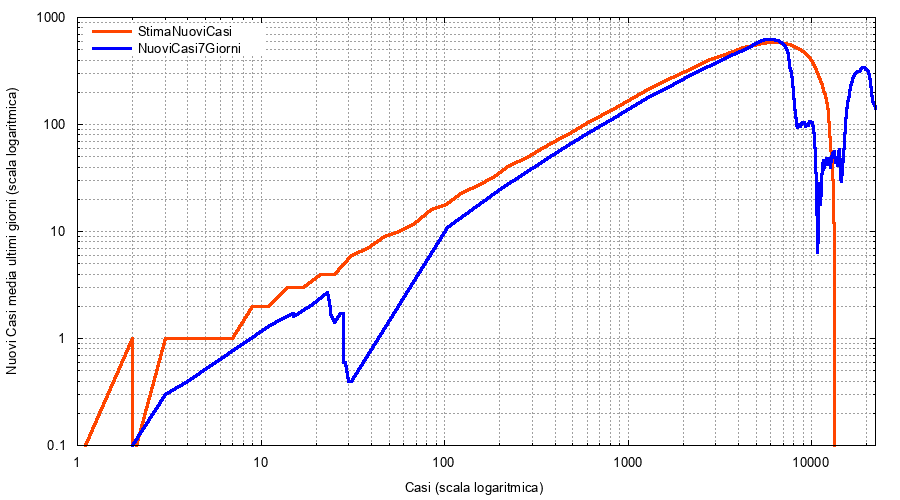 1000
StimaNuoviCasi
NuoviCasi7Giorni
100
10
1
0.1
Nuovi Casi media ultimi giorni (scala logaritmica)
1 10 100 1000 10000
Casi (scala logaritmica)